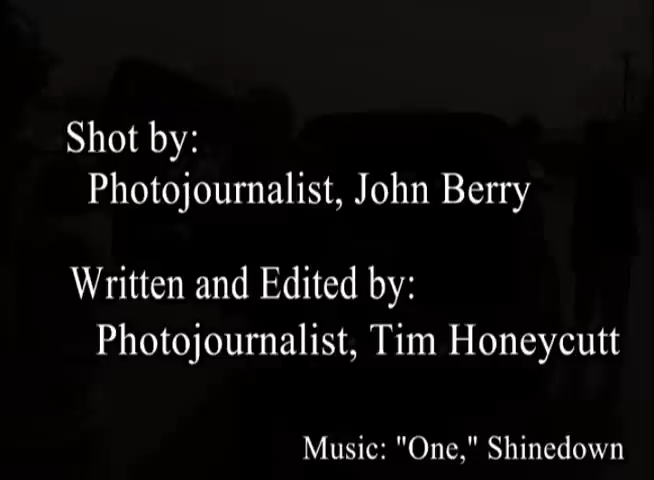 Shot by:
Photojournalist, John Berry
Written and Edited by:
Photojournalist, Tim Honeycutt
Music: "One," Shinedown